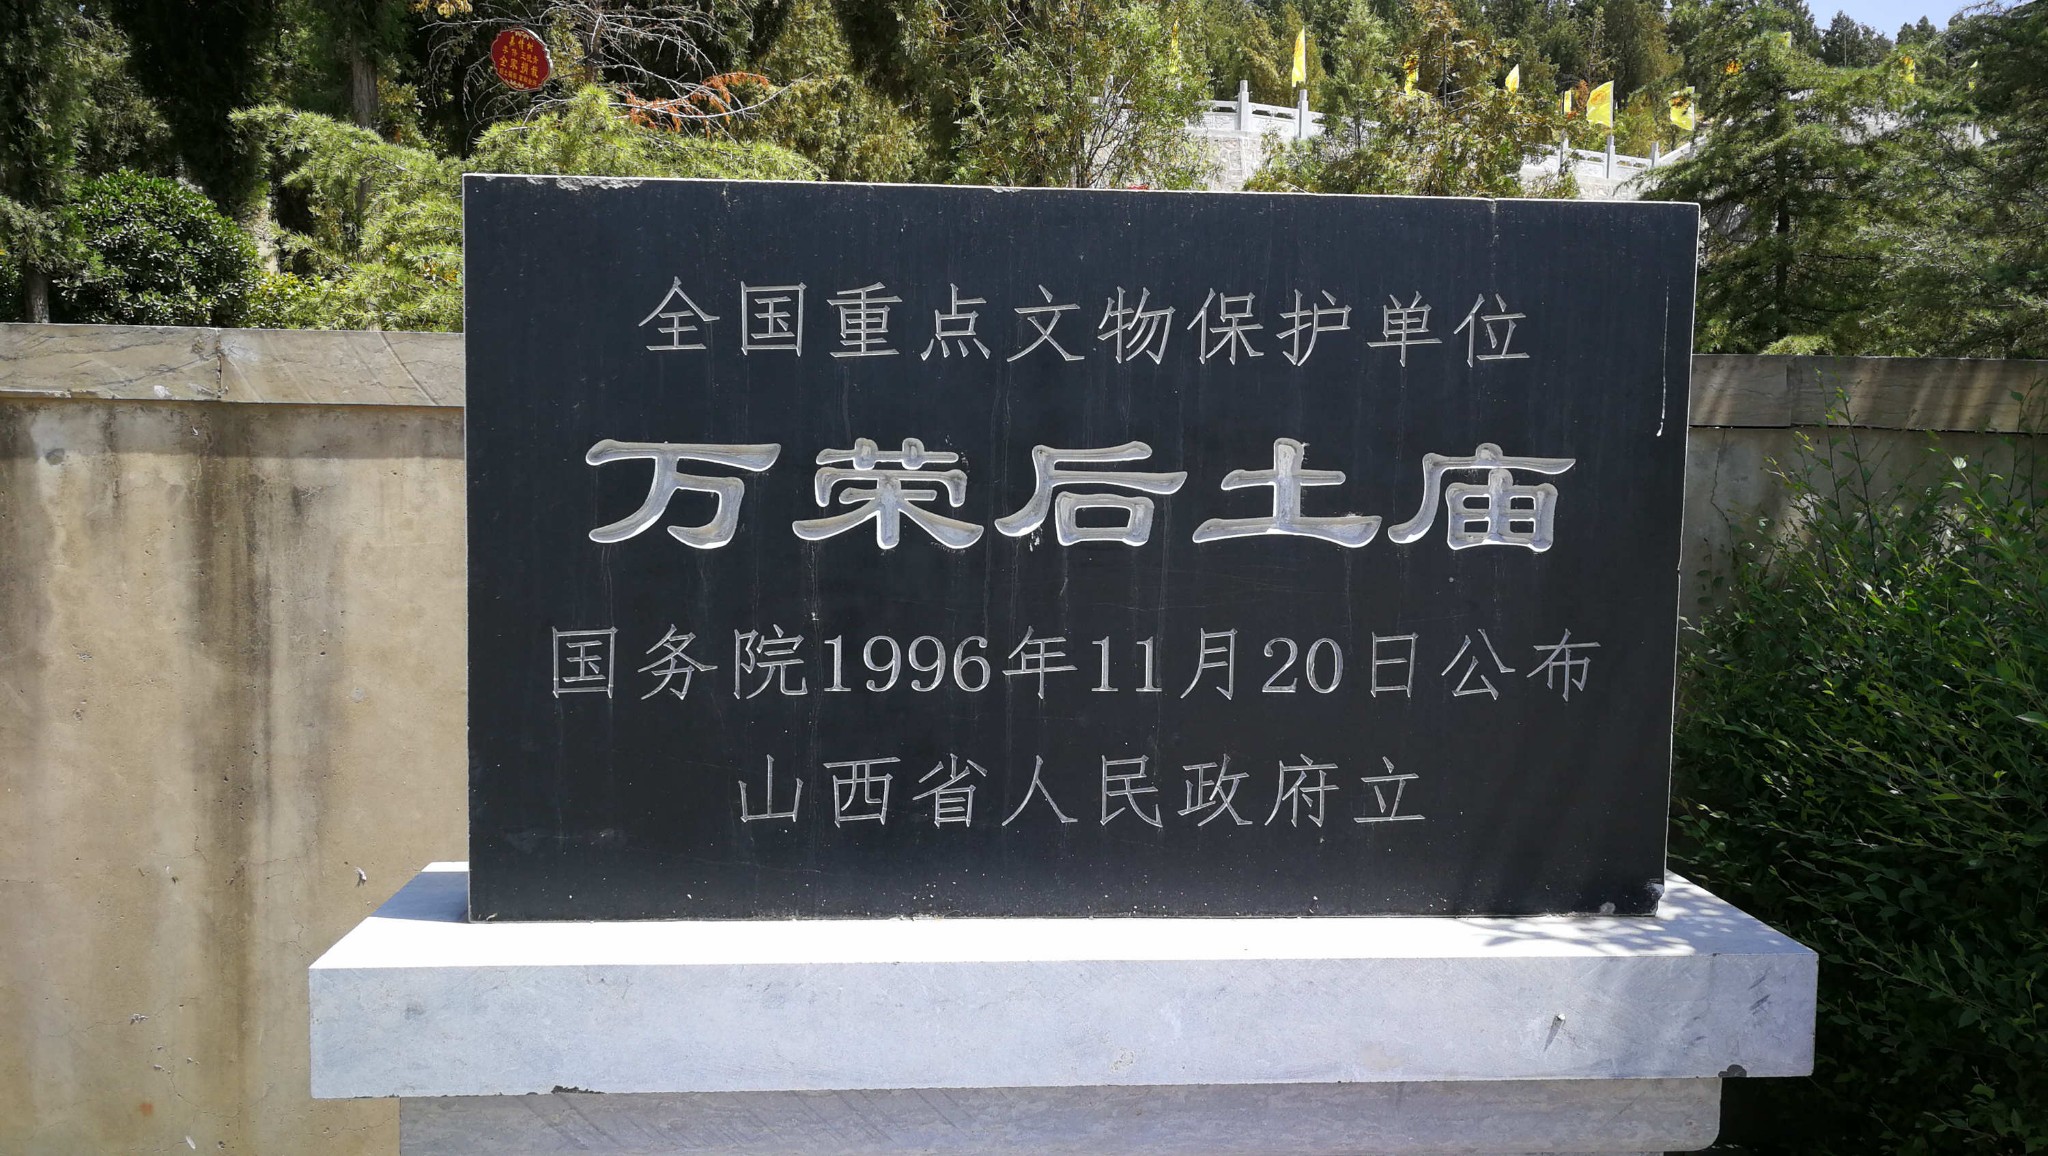 全国重点文物保护单位
万荣后土庙
国务院1996年11月20日公布
山西省人民政府立